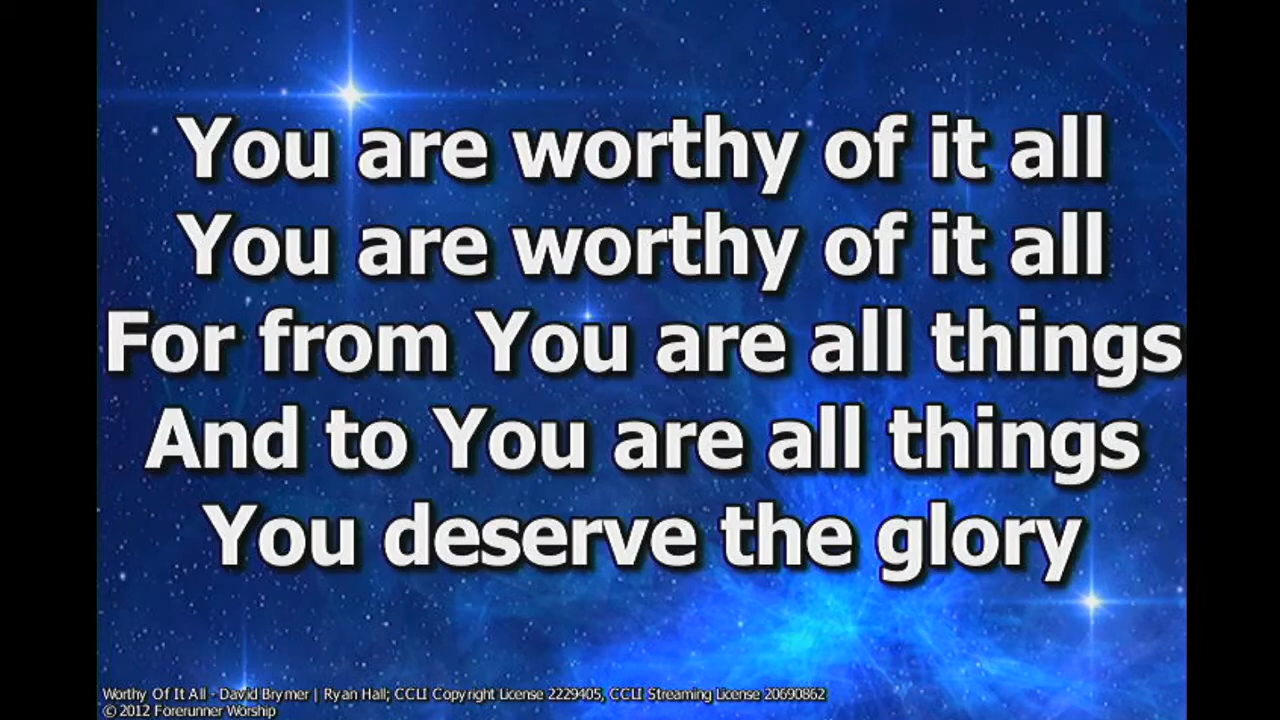 You are worthy of it all
You are worthy of it all
For from You are all things
And to You are all things
You deserve the glory
Worthy Of It All - David Brymer | Ryan Hall; CCLI Copyright License 2229405, CCLI Streaming License 20690862
© 2012 Forerunner Worship